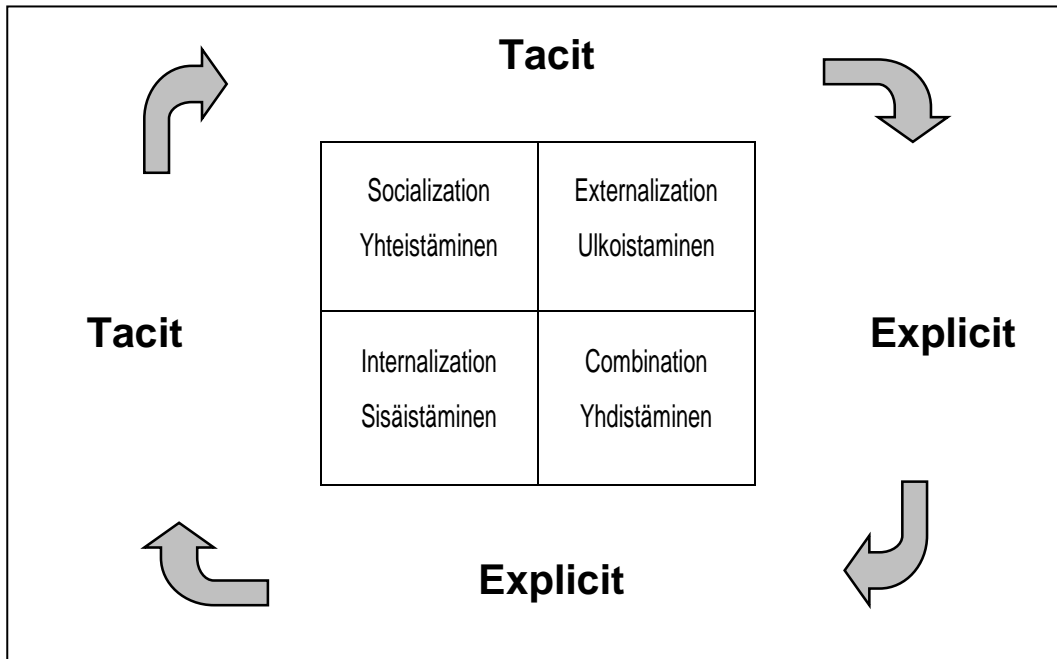 Tacit
Socialization
Yhteistäminen
Externalization
Ulkoistaminen
Tacit
Explicit
Internalization
Sisäistäminen
Combination
Yhdistäminen
Explicit